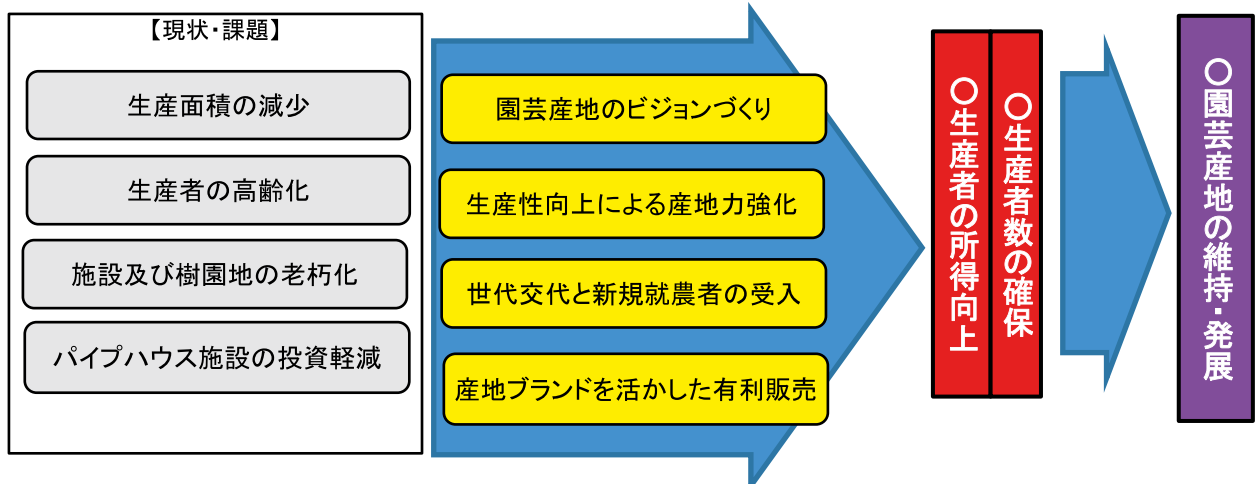 【現状・課題】
生産面積の減少
生産者の高齢化
施設及び樹園地の老朽化
パイプハウス施設の投資軽減
園芸産地のビジョンづくり
生産性向上による産地力強化
世代交代と新規就農者の受入
産地ブランドを活かした有利販売
〇生産者数の確保
〇生産者の所得向上
〇園芸産地の維持・発展